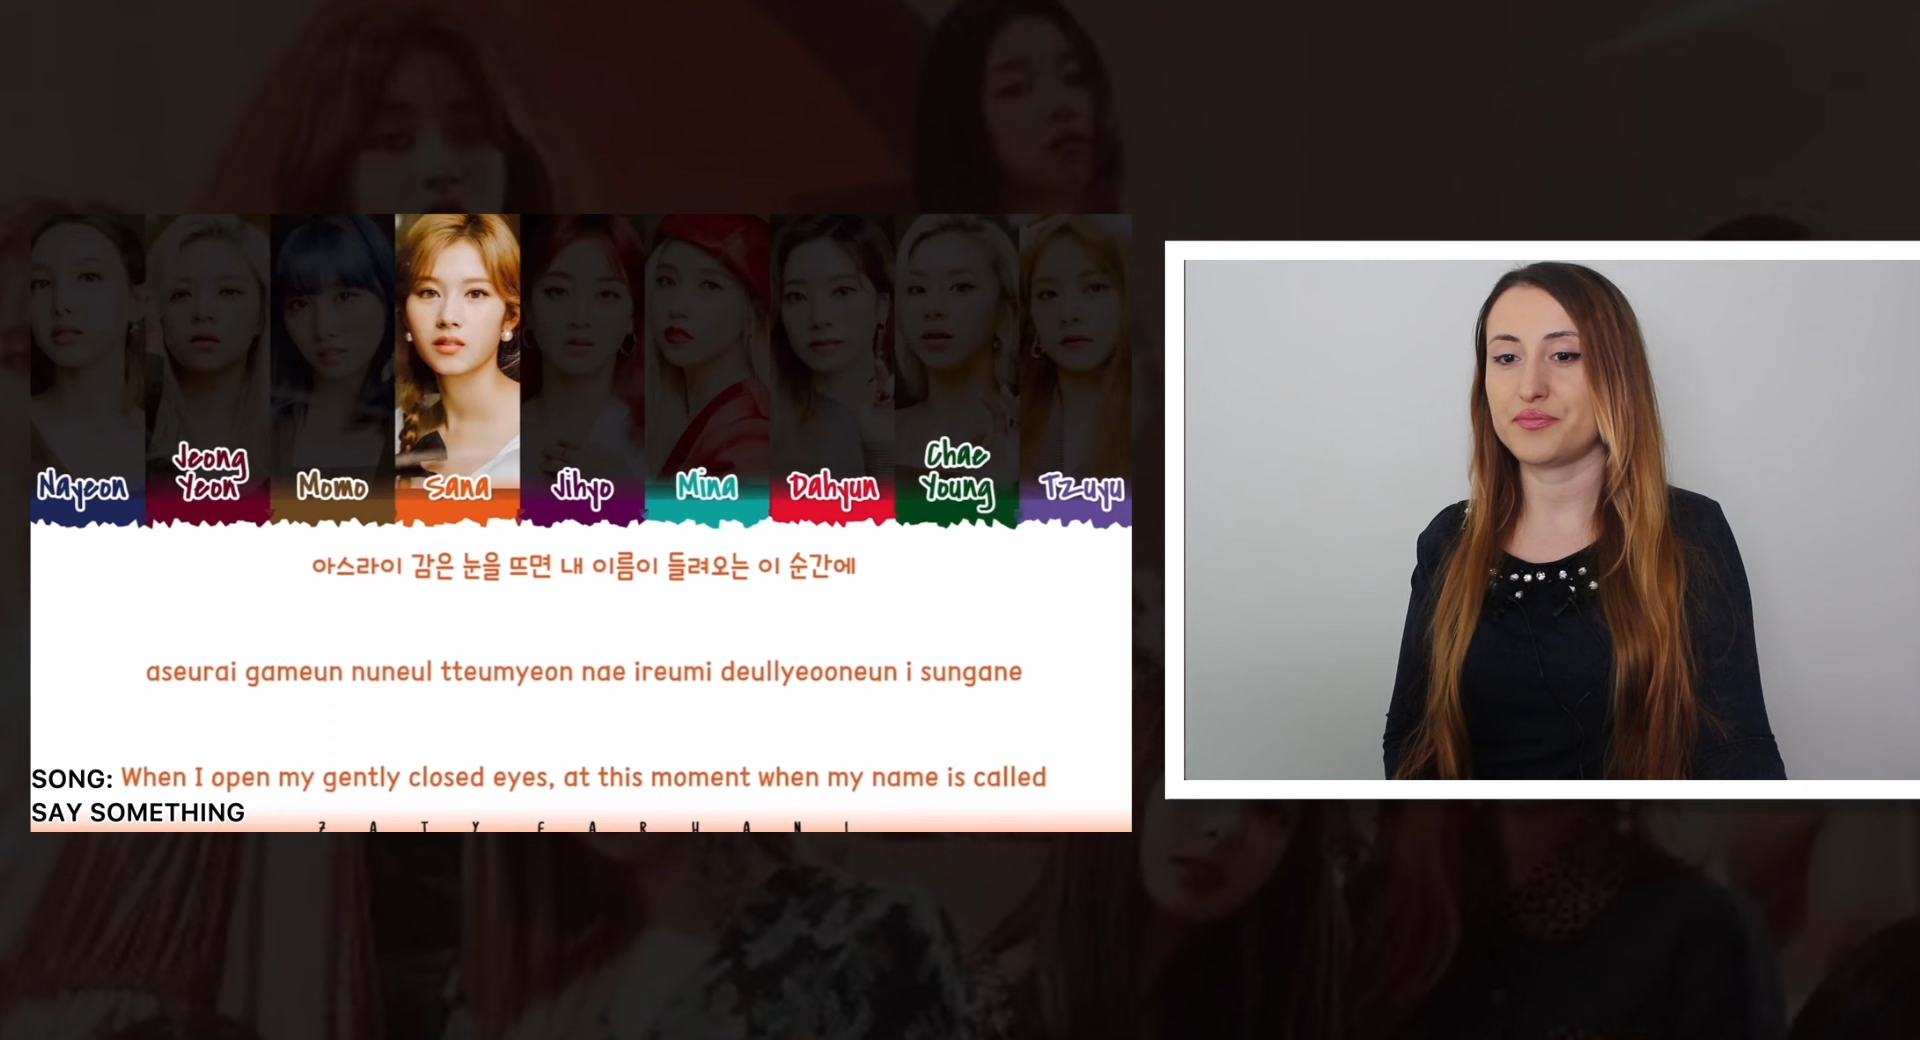 Nayeon
Jeong
Yeon
Momo
Sana
Jihyo
Mina
Dahyun
Chae
Young
Tzuyu
아스라이 감은 눈을 뜨면 내 이름이 들려오는 이 순간에
aseurai gameun nuneul tteumyeon nae ireumi deullyeooneun i sungane
When I open my gently closed eyes, at this moment when my name is called
SONG:
SAY SOMETHING
Z A T Y F A R H A N I